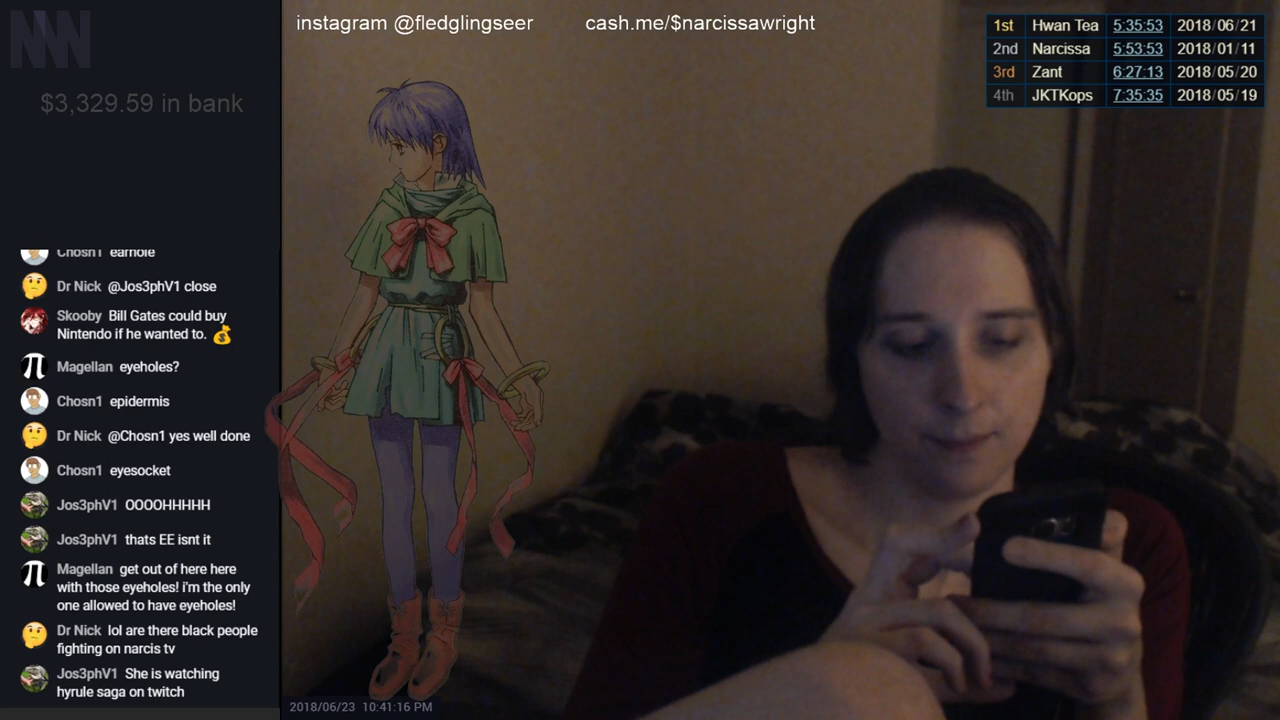 instagram @fledglingseer
cash.me/$narcissawright
1st Hwan Tea 5:35:53 2018/06/21
2nd Narcissa 5:53:53 2018/01/11
3rd Zant 6:27:13 2018/05/20
4th JKTKops 7:35:35 2018/05/19
$3,329.59 in bank
Chosn1 earhole
Dr Nick @Jos3phV1 close
Skooby Bill Gates could buy
Nintendo if he wanted to.
Magellan eyeholes?
Chosn1 epidermis
Dr Nick @Chosn1 yes well done
Chosn1 eyesocket
Jos3phV1 OOOOHHHHH
Jos3phV1 thats EE isnt it
Magellan get out of here here
with those eyeholes! i'm the only
one allowed to have eyeholes!
Dr Nick lol are there black people
fighting on narcis tv
Jos3phV1 She is watching
hyrule saga on twitch
2018/06/23 10:41:16 PM